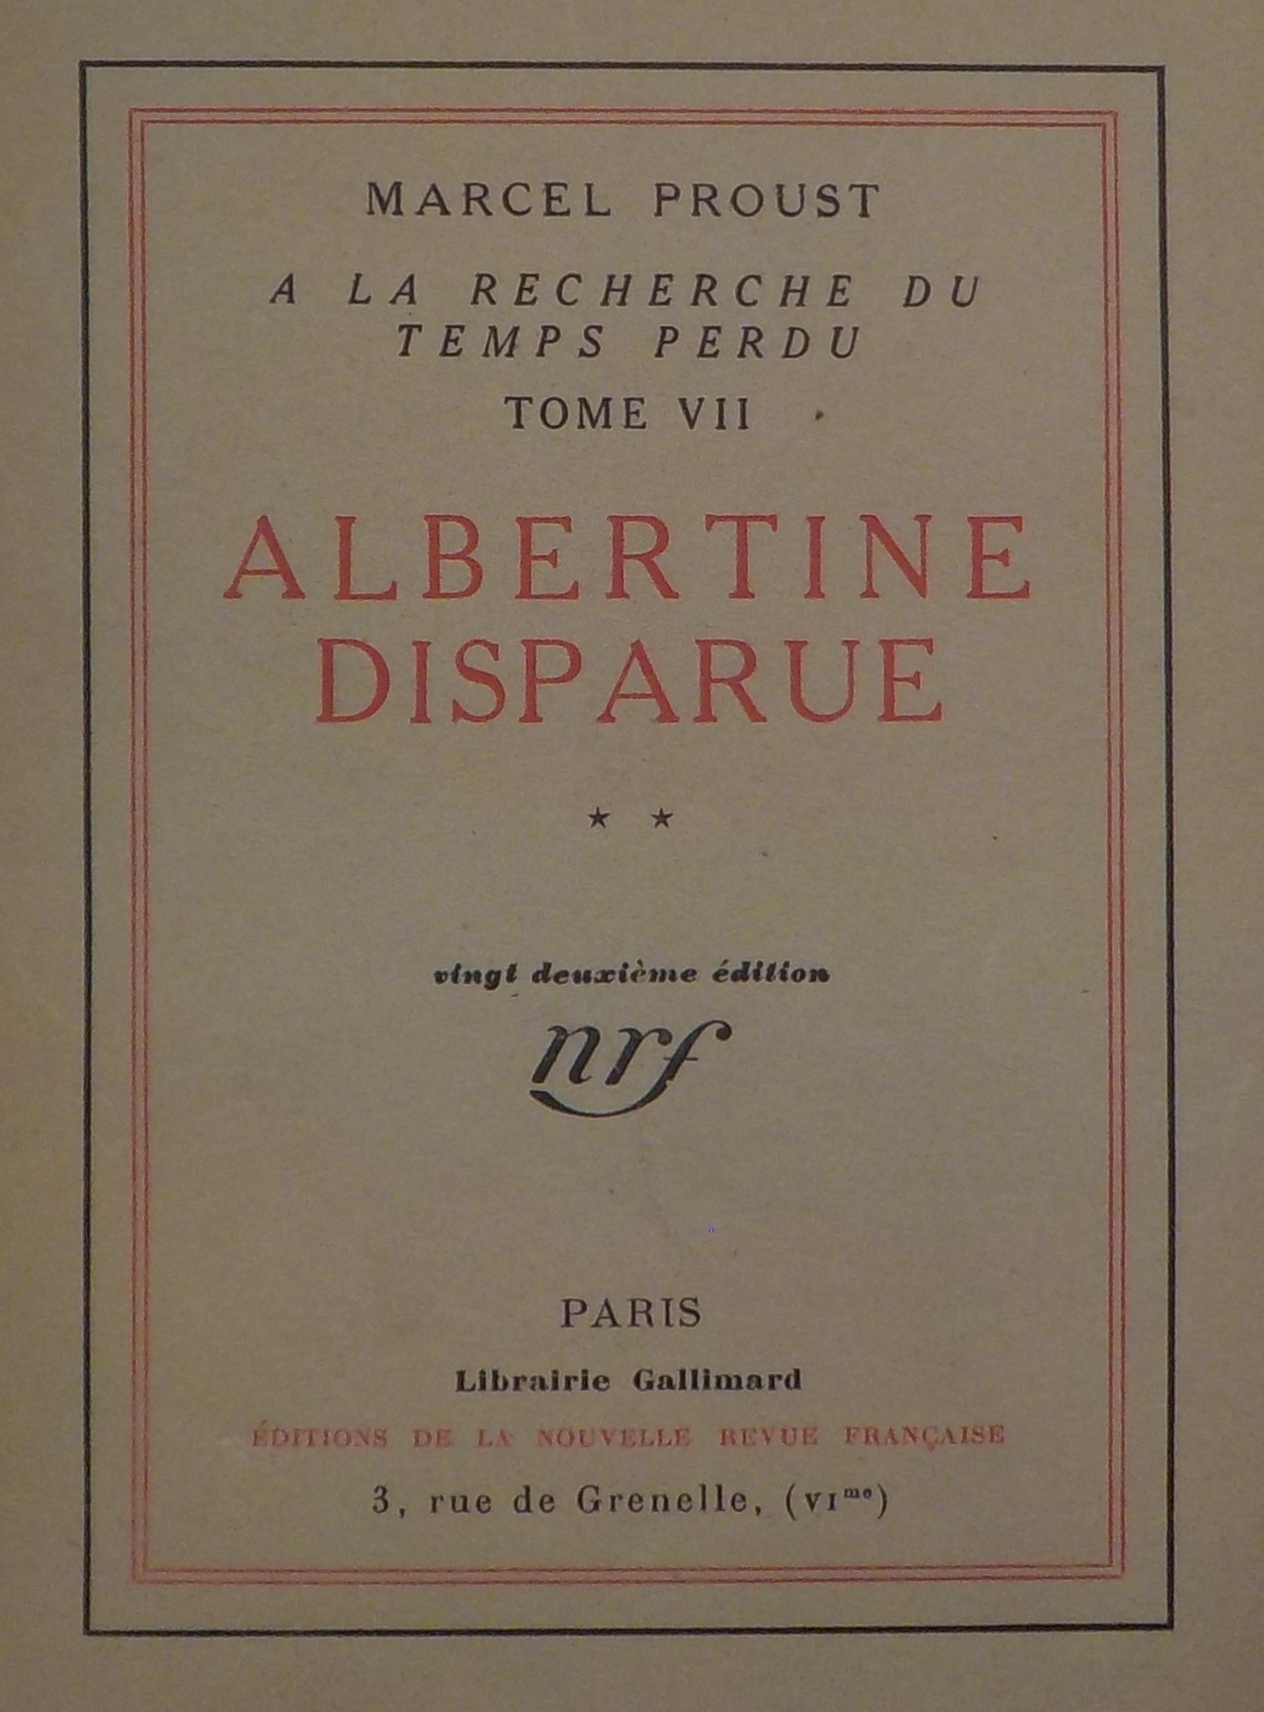 MARCEL PROUST
A LA RECHERCHE DU
TEMPS PERDU
TOME VII
ALBERTINE
DISPARUE
★ ★
vingt deuxième édition
nrf
PARIS
Librairie Gallimard
ÉDITIONS DE LA NOUVELLE REVUE FRANÇAISE
3, rue de Grenelle, (VIme)